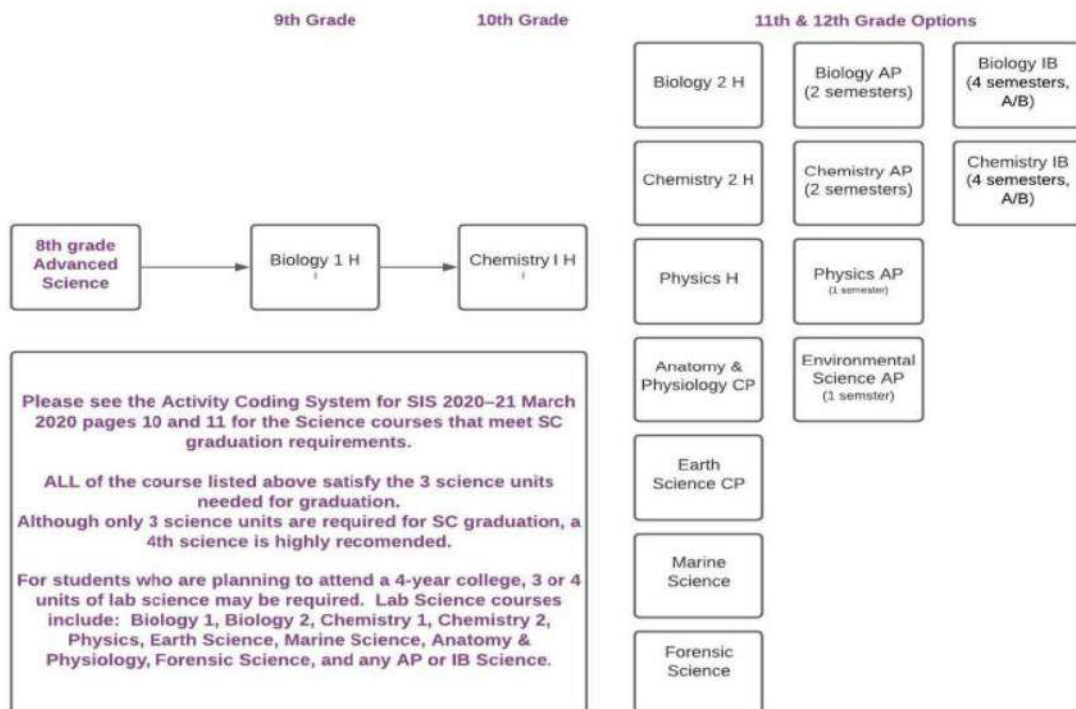 9th Grade
10th Grade
11th & 12th Grade Options
Biology 2 H
Biology AP
(2 semesters)
Biology IB
(4 semesters,
A/B)
Chemistry 2 H
Chemistry AP
(2 semesters)
Chemistry IB
(4 semesters,
A/B)
8th grade
Advanced
Science
Biology 1 H
Chemistry I H
Physics H
Physics AP
(1 semester)
Anatomy &
Physiology CP
Environmental
Science AP
(1 semster)
Earth
Science CP
Marine
Science
Forensic
Science
Please see the Activity Coding System for SIS 2020–21 March
2020 pages 10 and 11 for the Science courses that meet SC
graduation requirements.
ALL of the course listed above satisfy the 3 science units
needed for graduation.
Although only 3 science units are required for SC graduation, a
4th science is highly recomended.
For students who are planning to attend a 4-year college, 3 or 4
units of lab science may be required. Lab Science courses
include: Biology 1, Biology 2, Chemistry 1, Chemistry 2,
Physics, Earth Science, Marine Science, Anatomy &
Physiology, Forensic Science, and any AP or IB Science.